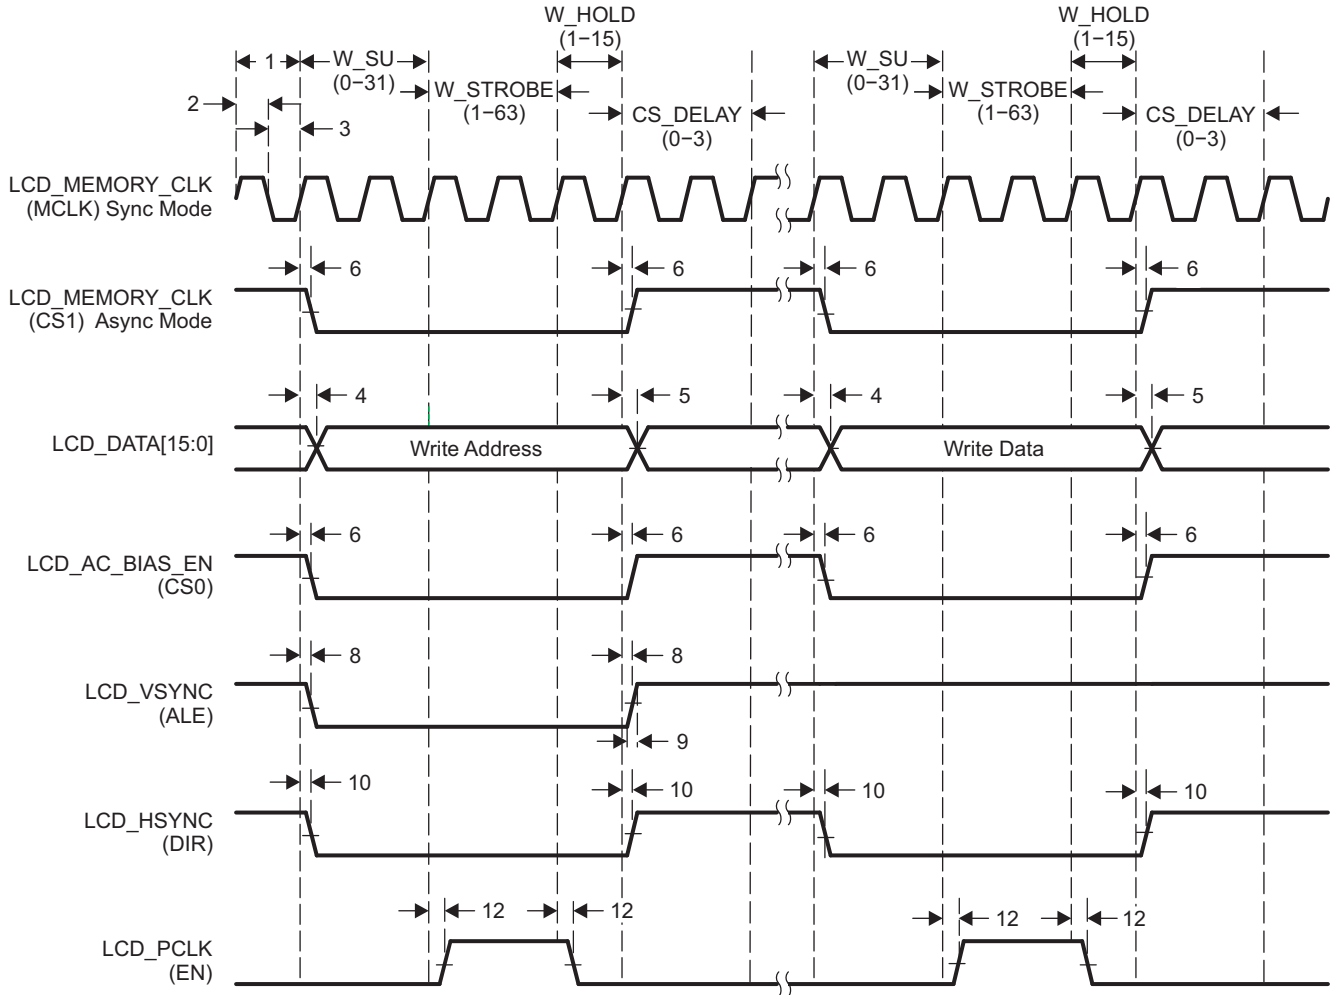 W_HOLD
(1−15)
W_HOLD
(1−15)
1
W_SU
(0−31)
W_SU
(0−31)
2
W_STROBE
(1−63)
W_STROBE
(1−63)
3
CS_DELAY
(0−3)
CS_DELAY
(0−3)
LCD_MEMORY_CLK
(MCLK) Sync Mode
6 6 6 6
LCD_MEMORY_CLK
(CS1) Async Mode
4 5 4 5
LCD_DATA[15:0]
Write Address
Write Data
6 6 6 6
LCD_AC_BIAS_EN
(CS0)
8 8
LCD_VSYNC
(ALE)
9
10 10 10 10
LCD_HSYNC
(DIR)
12 12 12 12
LCD_PCLK
(EN)